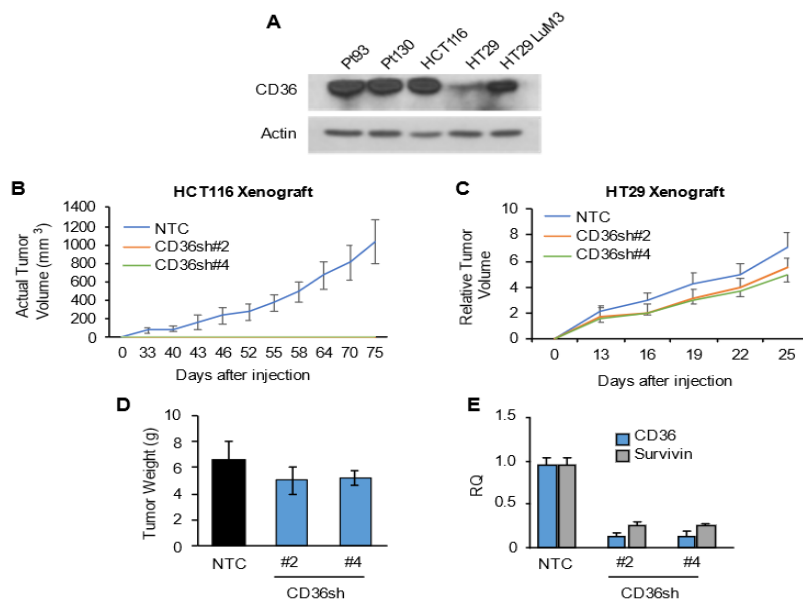 A
Pt93 Pt130 HCT116 HT29 HT29 LuM3
CD36
Actin
B
HCT116 Xenograft
Actual Tumor
Volume (mm³)
1400
1200
1000
800
600
400
200
0
NTC
CD36sh#2
CD36sh#4
0 33 40 43 46 52 55 58 64 70 75
Days after injection
C
HT29 Xenograft
Relative Tumor
Volume
10
8
6
4
2
0
NTC
CD36sh#2
CD36sh#4
0 13 16 19 22 25
Days after injection
D
Tumor Weight (g)
10
8
6
4
2
0
NTC #2 #4
CD36sh
E
RQ
1.5
1.0
0.5
0
CD36
Survivin
NTC #2 #4
CD36sh